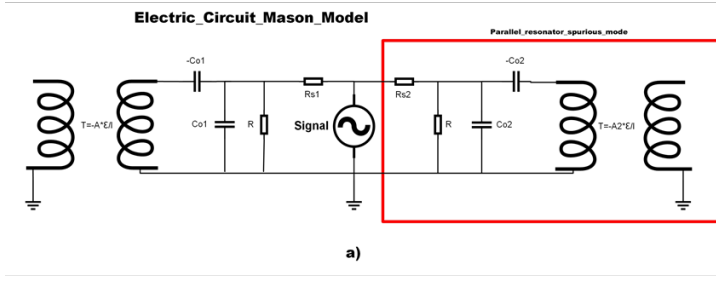 Electric_Circuit_Mason_Model
Parallel_resonator_spurious_mode
-Co1
-Co2
Rs1
Rs2
T=-A*Ɛ/l
Co1
R
Signal
R
Co2
T=-A2*Ɛ/l
a)